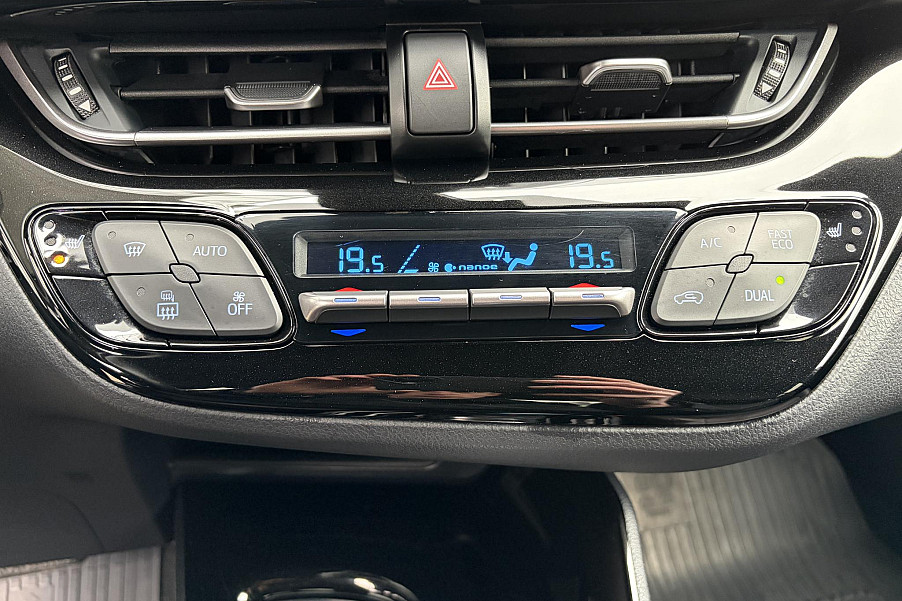 AUTO
OFF
19.5 nanoe 19.5
A/C FAST
ECO
DUAL